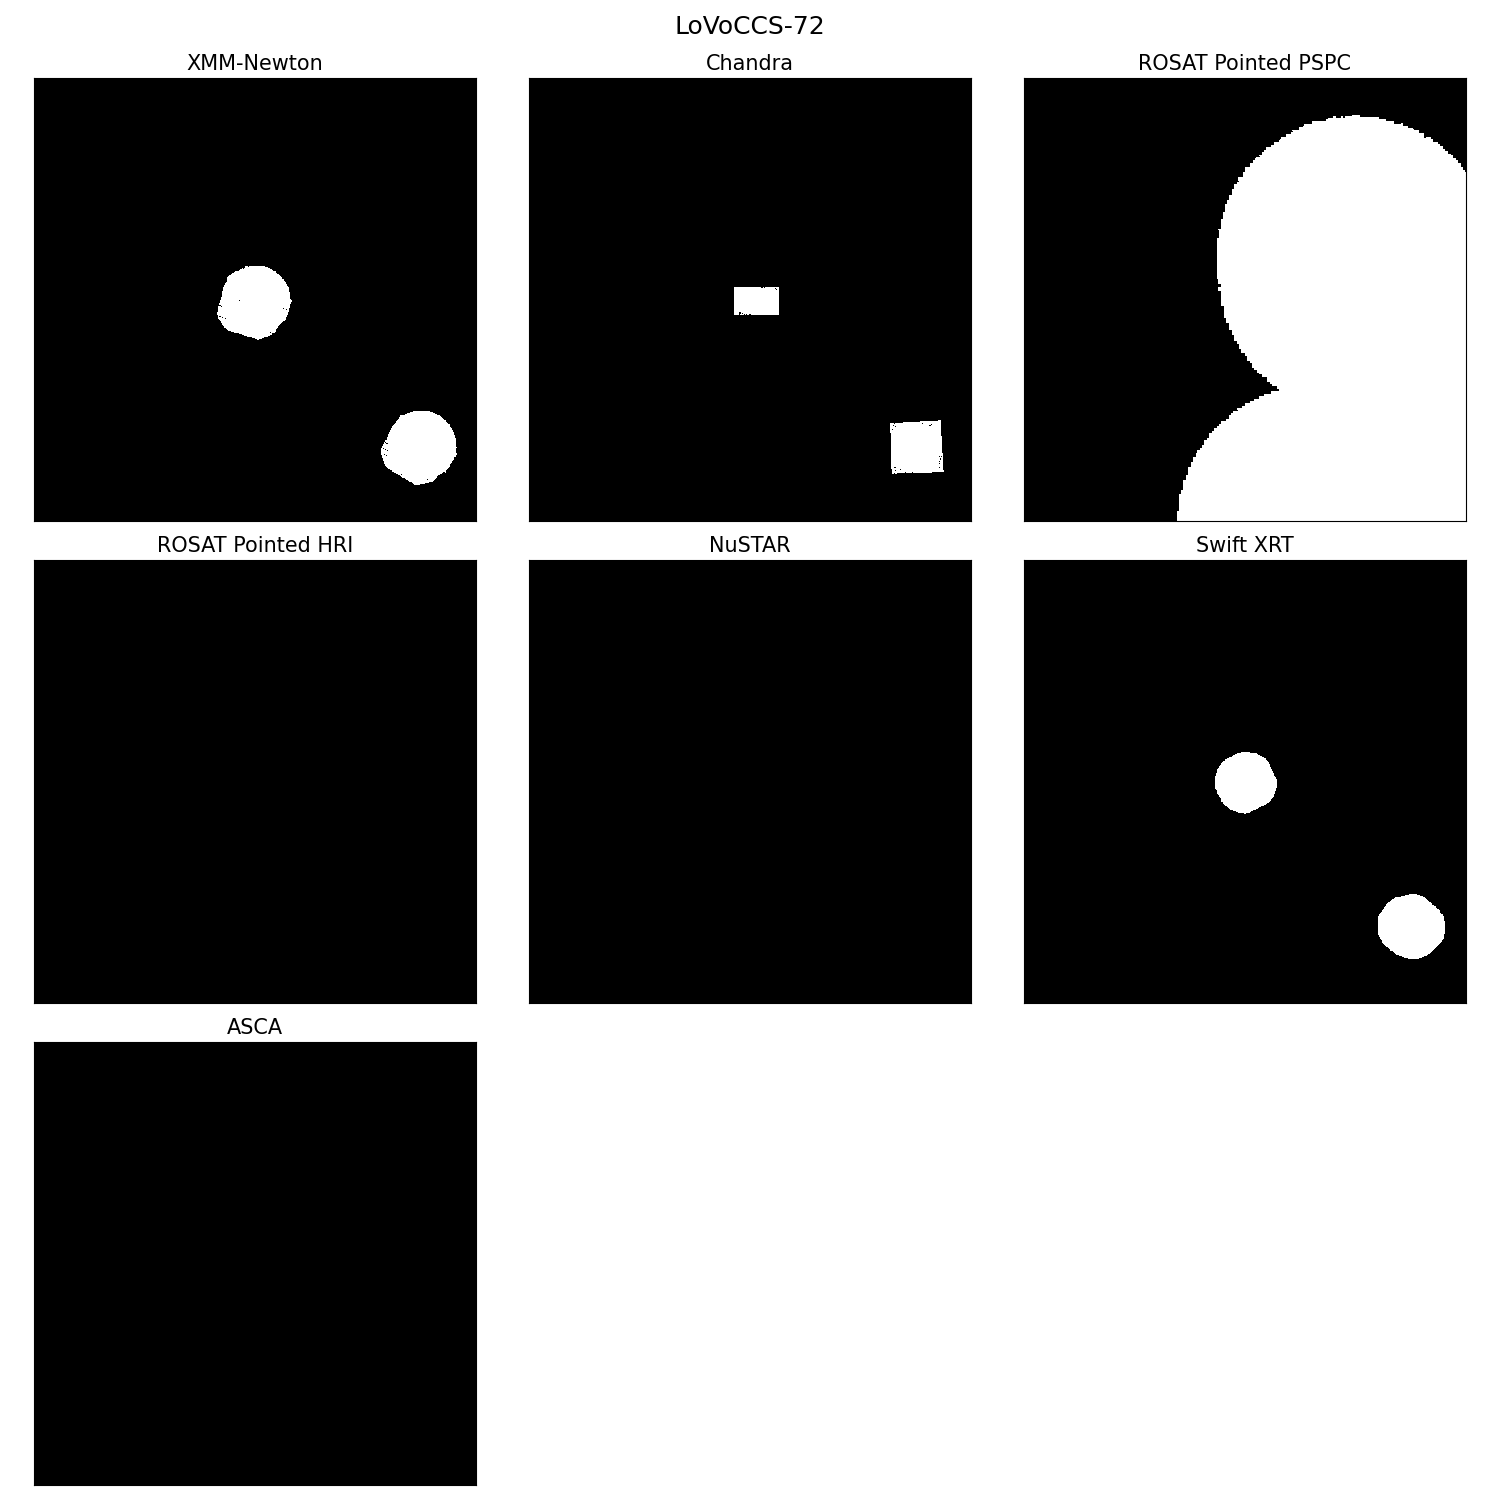 LoVoCCS-72
XMM-Newton
Chandra
ROSAT Pointed PSPC
ROSAT Pointed HRI
NuSTAR
Swift XRT
ASCA